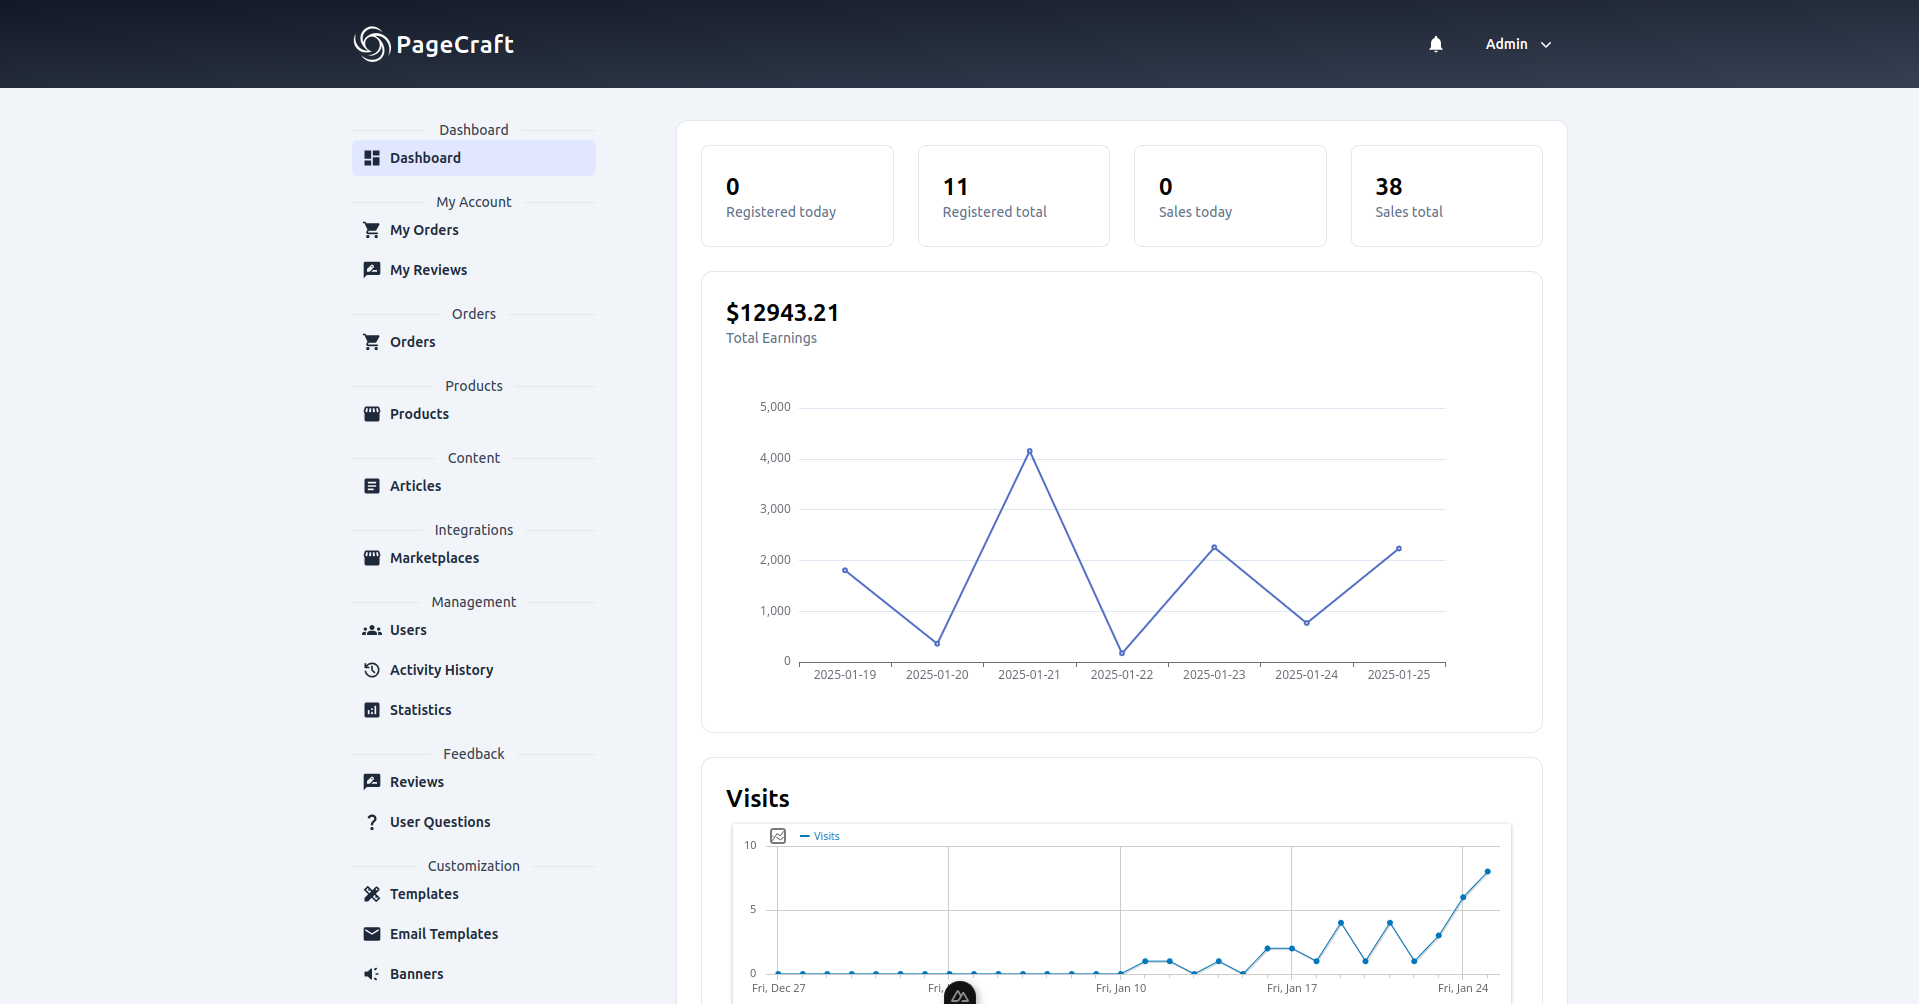 PageCraft
Admin
Dashboard
Dashboard
My Account
My Orders
My Reviews
Orders
Orders
Products
Products
Content
Articles
Integrations
Marketplaces
Management
Users
Activity History
Statistics
Feedback
Reviews
User Questions
Customization
Templates
Email Templates
Banners
0
Registered today
11
Registered total
0
Sales today
38
Sales total
$12943.21
Total Earnings
5,000
4,000
3,000
2,000
1,000
0
2025-01-19 2025-01-20 2025-01-21 2025-01-22 2025-01-23 2025-01-24 2025-01-25
Visits
Visits
10
5
0
Fri, Dec 27 Fri, Fri, Jan 10 Fri, Jan 17 Fri, Jan 24